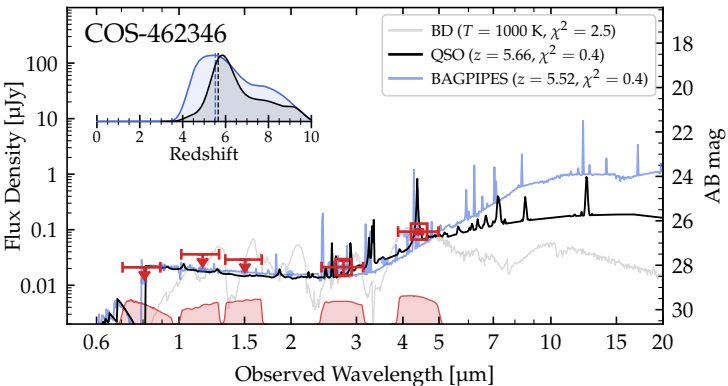 COS-462346
BD (T = 1000 K, χ² = 2.5)
QSO (z = 5.66, χ² = 0.4)
BAGPIPES (z = 5.52, χ² = 0.4)
0 2 4 6 8 10
Redshift
Flux Density [μJy]
100
10
1
0.1
0.01
AB mag
18
20
22
24
26
28
30
0.6 1 2 3 4 5 7 10 15 20
Observed Wavelength [μm]